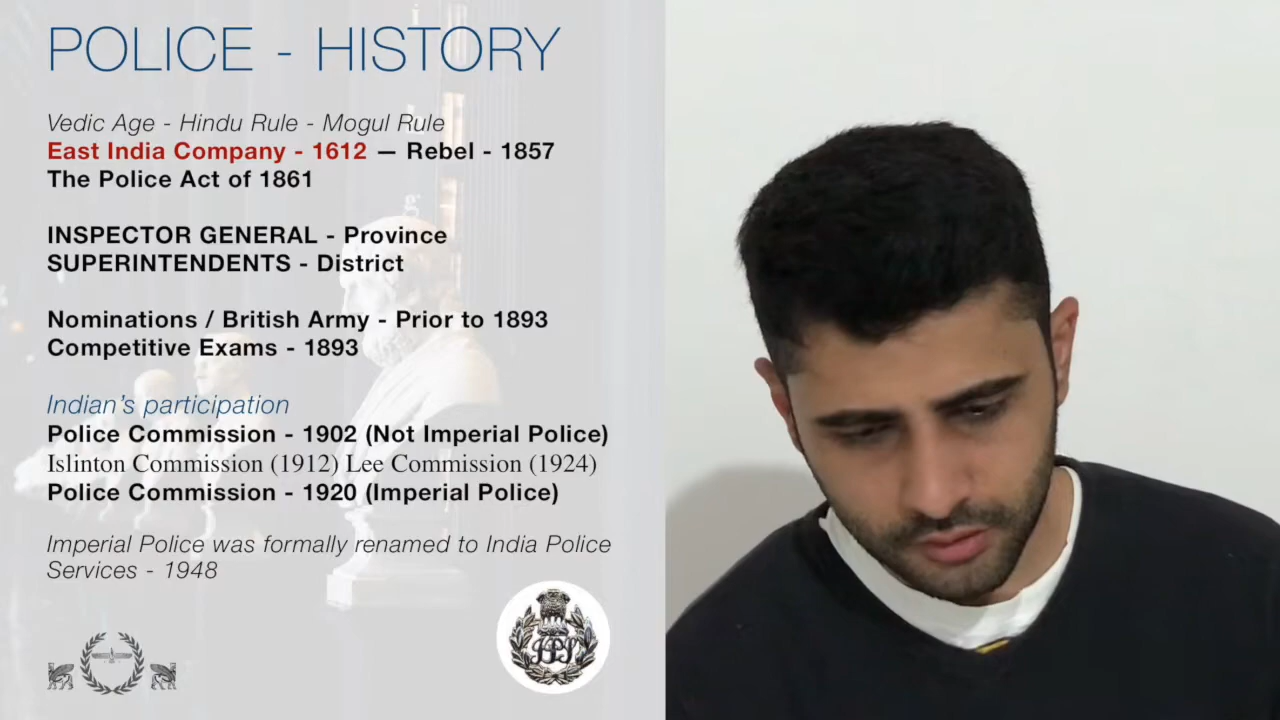 POLICE - HISTORY
Vedic Age - Hindu Rule - Mogul Rule
East India Company - 1612 — Rebel - 1857
The Police Act of 1861
INSPECTOR GENERAL - Province
SUPERINTENDENTS - District
Nominations / British Army - Prior to 1893
Competitive Exams - 1893
Indian's participation
Police Commission - 1902 (Not Imperial Police)
Islinton Commission (1912) Lee Commission (1924)
Police Commission - 1920 (Imperial Police)
Imperial Police was formally renamed to India Police
Services - 1948
IPS